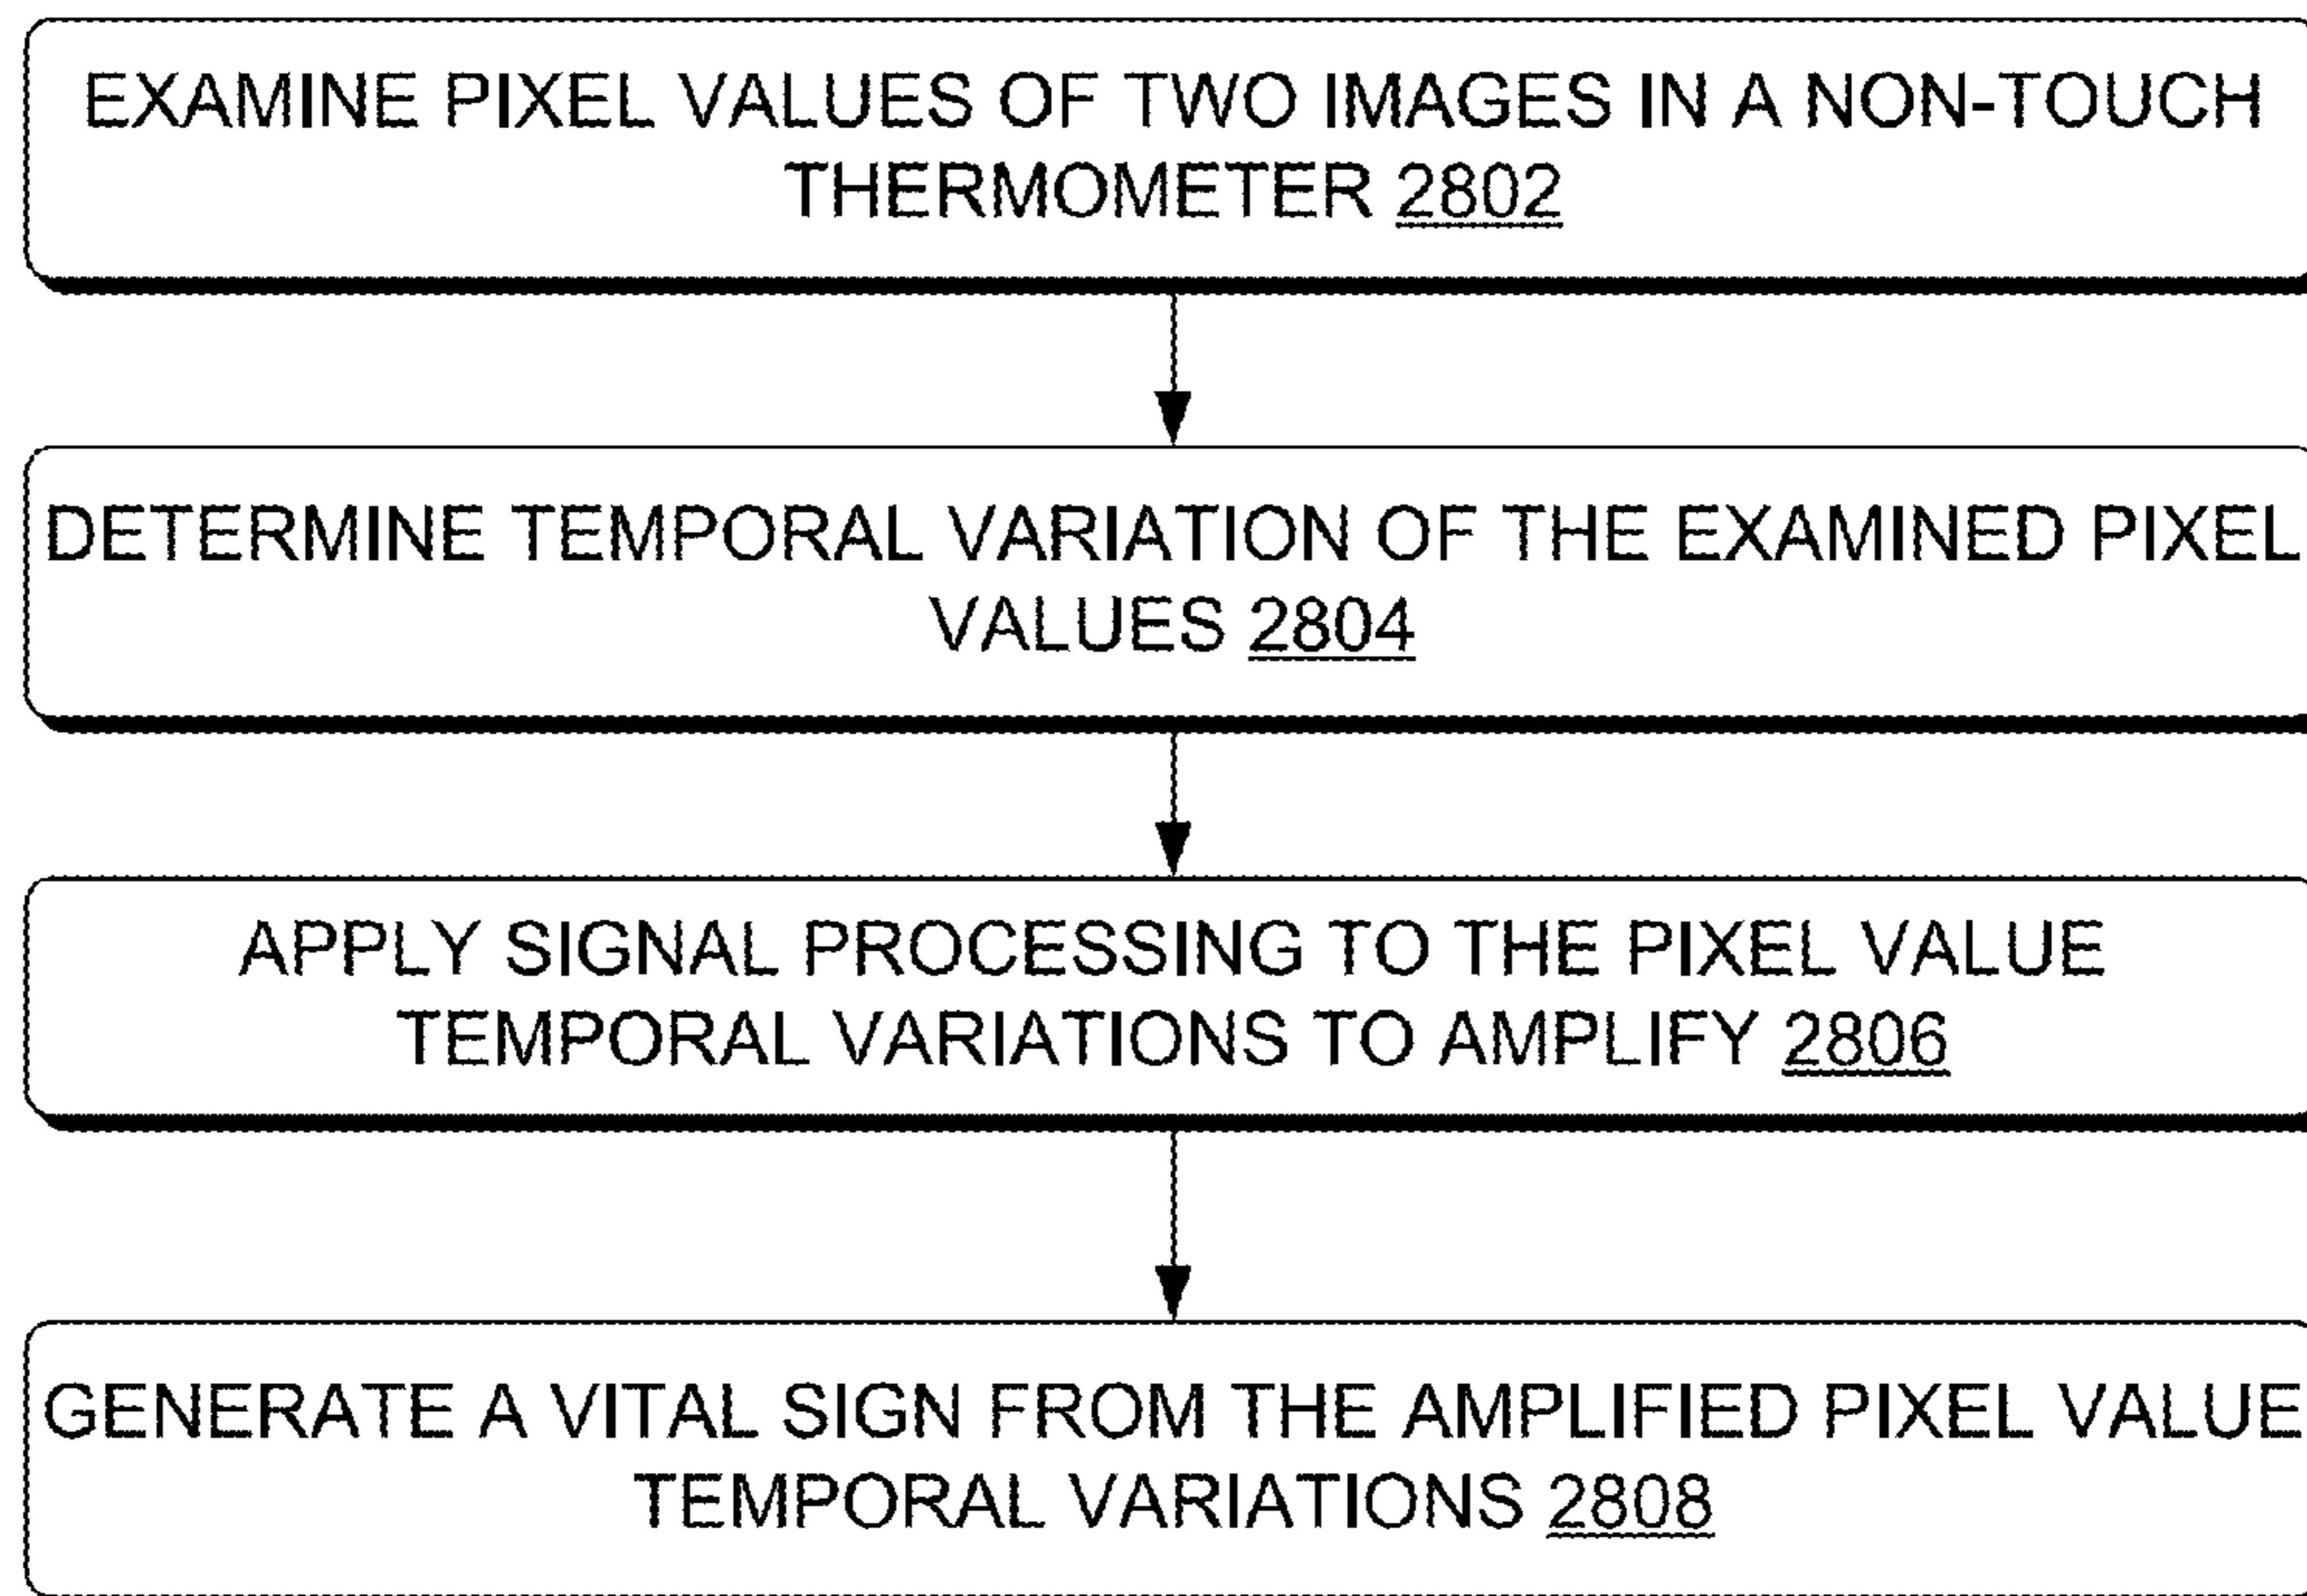 EXAMINE PIXEL VALUES OF TWO IMAGES IN A NON-TOUCH
THERMOMETER 2802
DETERMINE TEMPORAL VARIATION OF THE EXAMINED PIXEL
VALUES 2804
APPLY SIGNAL PROCESSING TO THE PIXEL VALUE
TEMPORAL VARIATIONS TO AMPLIFY 2806
GENERATE A VITAL SIGN FROM THE AMPLIFIED PIXEL VALUE
TEMPORAL VARIATIONS 2808